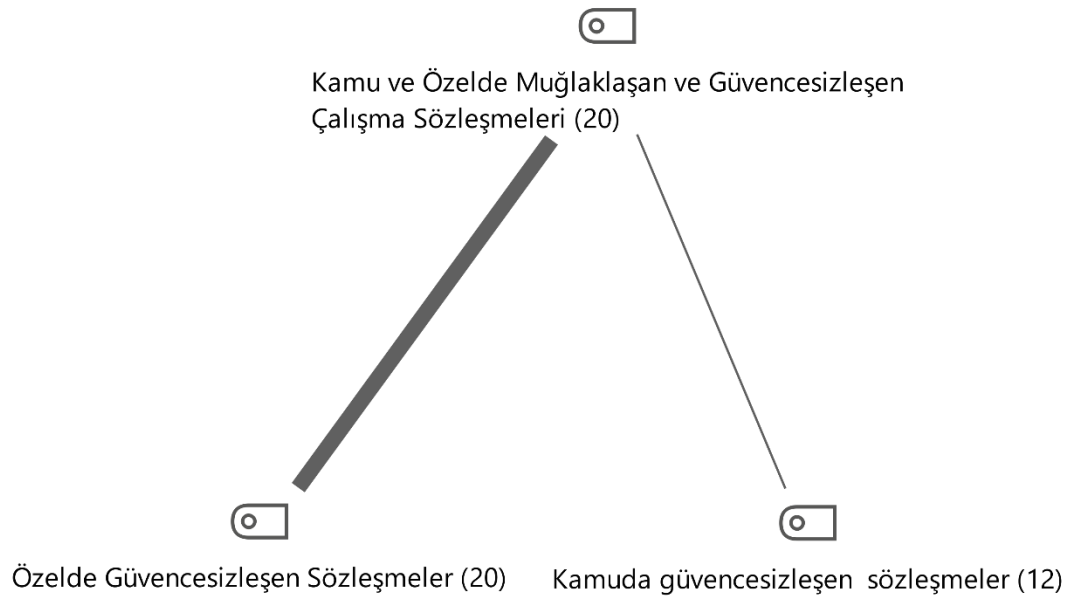 Kamu ve Özelde Muğlaklaşan ve Güvencesizleşen
Çalışma Sözleşmeleri (20)
Özelde Güvencesizleşen Sözleşmeler (20)
Kamuda güvencesizleşen sözleşmeler (12)